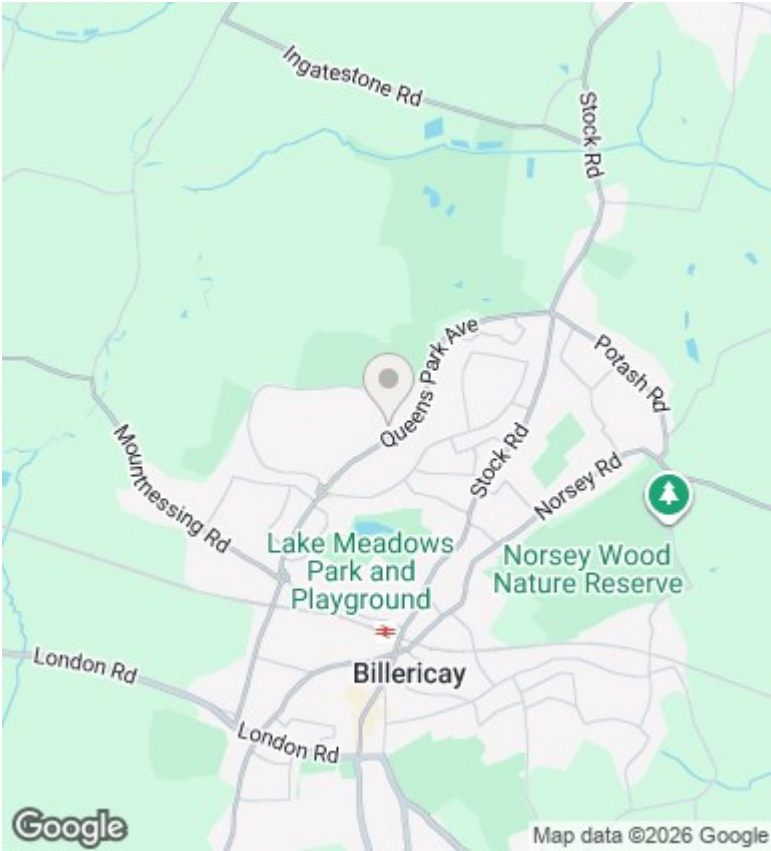 Ingatestone Rd
Stock Rd
Queens Park Ave
Potash Rd
Mountnessing Rd
Stock Rd
Norsey Rd
Lake Meadows
Park and
Playground
Norsey Wood
Nature Reserve
London Rd
Billericay
London Rd
Google
Map data ©2026 Google